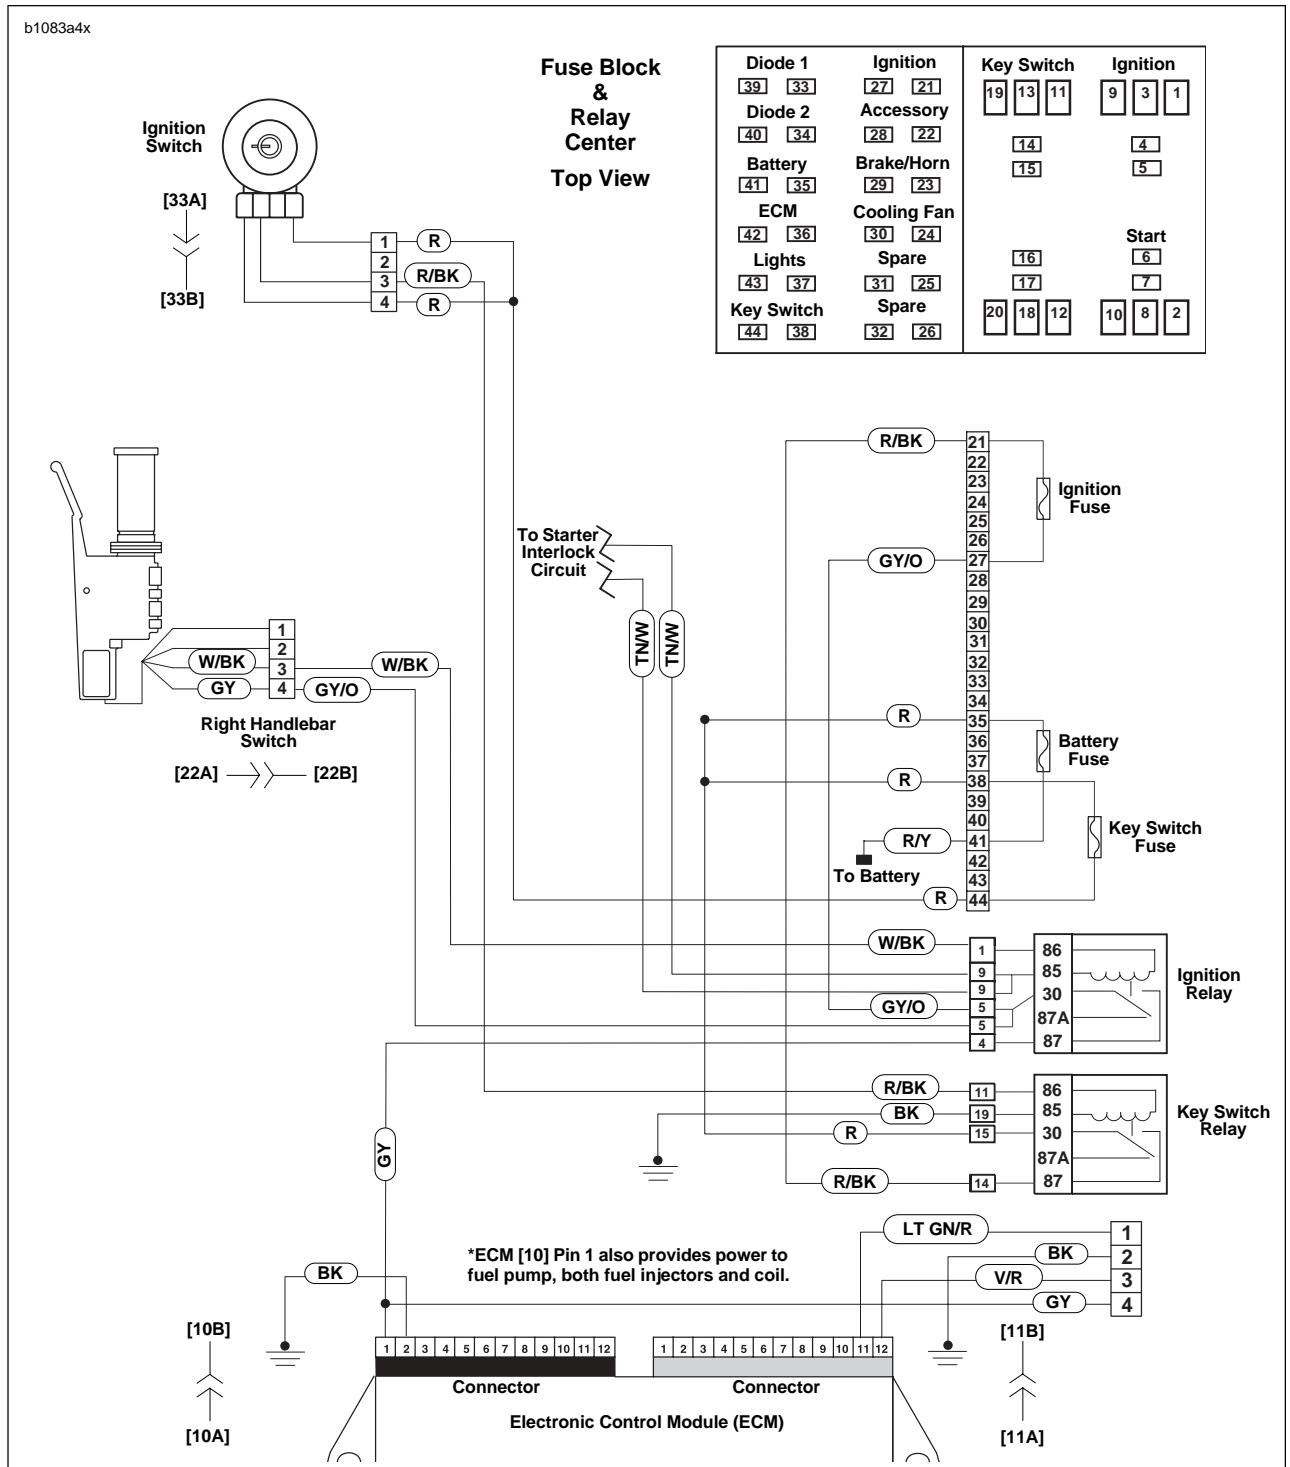 b1083a4x
Fuse Block
&
Relay
Center
Top View
Diode 1
39 33
Diode 2
40 34
Battery
41 35
ECM
42 36
Lights
43 37
Key Switch
44 38
Ignition
27 21
Accessory
28 22
Brake/Horn
29 23
Cooling Fan
30 24
Spare
31 25
Spare
32 26
Key Switch
19 13 11
14
15
16
17
20 18 12
Ignition
9 3 1
4
5
Start
6
7
10 8 2
Ignition
Switch
[33A]
[33B]
1 R
2
3 R/BK
4 R
R/BK 21
22
23
24
25
26
GY/O 27
28
29
30
31
32
33
34
R 35
36
37
R 38
39
40
R/Y 41
42
43
R 44
Ignition
Fuse
Battery
Fuse
Key Switch
Fuse
To Battery
To Starter
Interlock
Circuit
TN/W
TN/W
1
2
W/BK 3 W/BK
GY 4 GY/O
Right Handlebar
Switch
[22A] [22B]
W/BK 1 86
9 85
9 30
GY/O 5 87A
5
4 87
Ignition
Relay
R/BK 11 86
BK 19 85
R 15 30
87A
R/BK 14 87
Key Switch
Relay
GY
*ECM [10] Pin 1 also provides power to
fuel pump, both fuel injectors and coil.
LT GN/R 1
BK 2
V/R 3
GY 4
BK
[10B]
[10A]
[11B]
[11A]
1 2 3 4 5 6 7 8 9 10 11 12
1 2 3 4 5 6 7 8 9 10 11 12
Connector
Connector
Electronic Control Module (ECM)